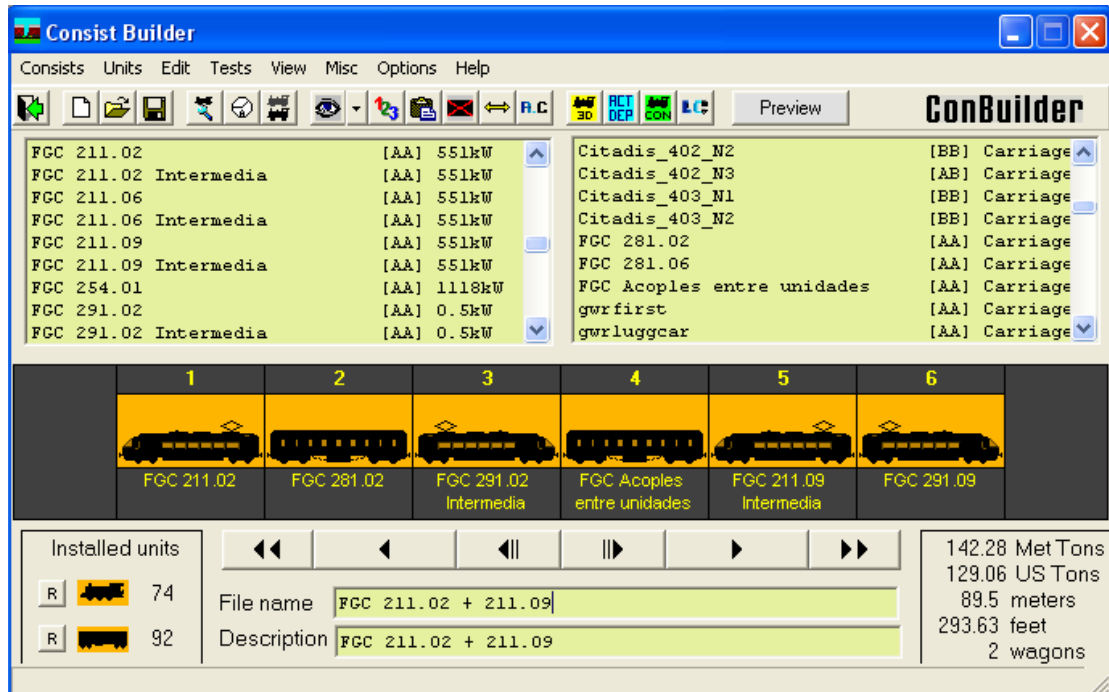 Consist Builder
Consists Units Edit Tests View Misc Options Help
123 A.C 3D ACT DEP CON LC Preview ConBuilder
FGC 211.02 [AA] 551kW
FGC 211.02 Intermedia [AA] 551kW
FGC 211.06 [AA] 551kW
FGC 211.06 Intermedia [AA] 551kW
FGC 211.09 [AA] 551kW
FGC 211.09 Intermedia [AA] 551kW
FGC 254.01 [AA] 1118kW
FGC 291.02 [AA] 0.5kW
FGC 291.02 Intermedia [AA] 0.5kW
Citadis_402_N2 [BB] Carriage
Citadis_402_N3 [AB] Carriage
Citadis_403_N1 [BB] Carriage
Citadis_403_N2 [BB] Carriage
FGC 281.02 [AA] Carriage
FGC 281.06 [AA] Carriage
FGC Acoples entre unidades [AA] Carriage
gwrfirst [AA] Carriage
gwrluggcar [AA] Carriage
1 2 3 4 5 6
FGC 211.02
FGC 281.02
FGC 291.02
Intermedia
FGC Acoples
entre unidades
FGC 211.09
Intermedia
FGC 291.09
Installed units
R 74
R 92
File name FGC 211.02 + 211.09
Description FGC 211.02 + 211.09
142.28 Met Tons
129.06 US Tons
89.5 meters
293.63 feet
2 wagons